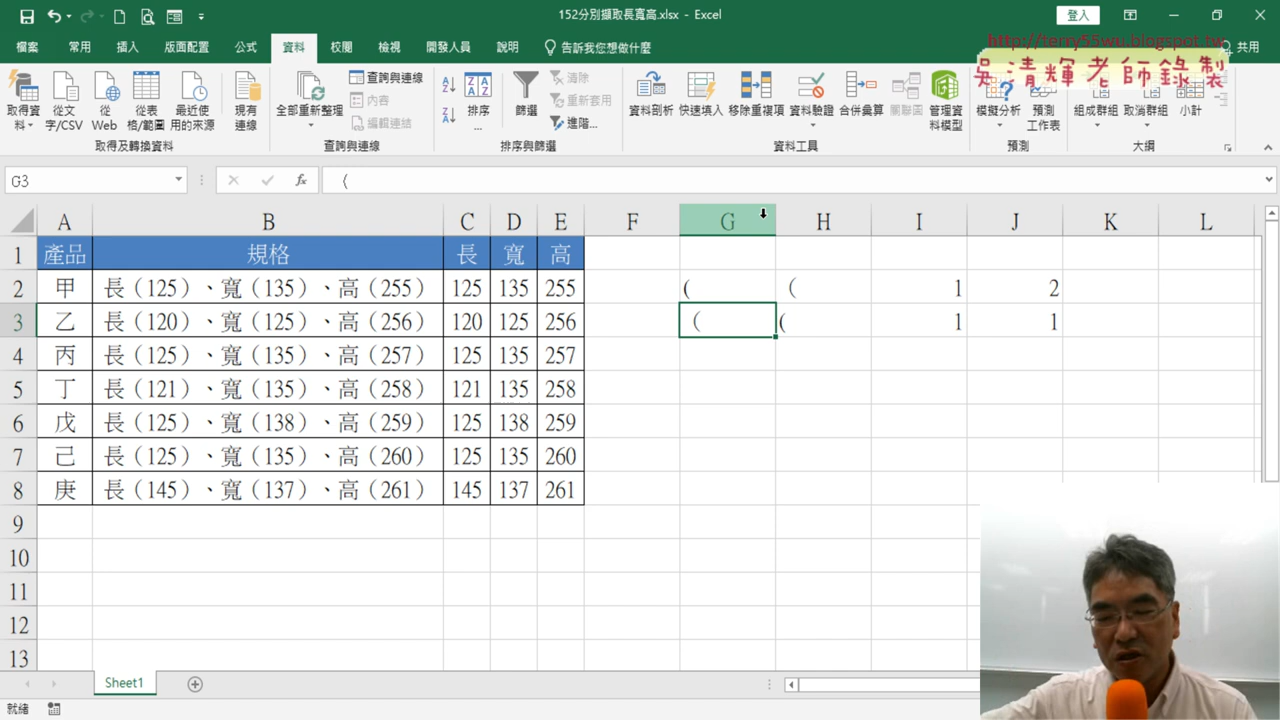 152分別擷取長寬高.xlsx - Excel
登入
檔案 常用 插入 版面配置 公式 資料 校閱 檢視 開發人員 說明 告訴我您想做什麼 共用
http://terry55wu.blogspot.tw
吳清輝老師錄製
取得資料 從文字/CSV 從 Web 從表格/範圍 最近使用的來源 現有連線 全部重新整理 查詢與連線 內容 編輯連結 排序... 篩選 清除 重新套用 進階... 資料剖析 快速填入 移除重複項 資料驗證 合併彙算 關聯圖 管理資料模型 模擬分析 預測工作表 組成群組 取消群組 小計
取得及轉換資料 查詢與連線 排序與篩選 資料工具 預測 大綱
G3 fx （
A B C D E F G H I J K L
1 產品 規格 長 寬 高
2 甲 長（125）、寬（135）、高（255） 125 135 255 ( （ 1 2
3 乙 長（120）、寬（125）、高（256） 120 125 256 （ ( 1 1
4 丙 長（125）、寬（135）、高（257） 125 135 257
5 丁 長（121）、寬（135）、高（258） 121 135 258
6 戊 長（125）、寬（138）、高（259） 125 138 259
7 己 長（125）、寬（135）、高（260） 125 135 260
8 庚 長（145）、寬（137）、高（261） 145 137 261
9
10
11
12
13
Sheet1
就緒